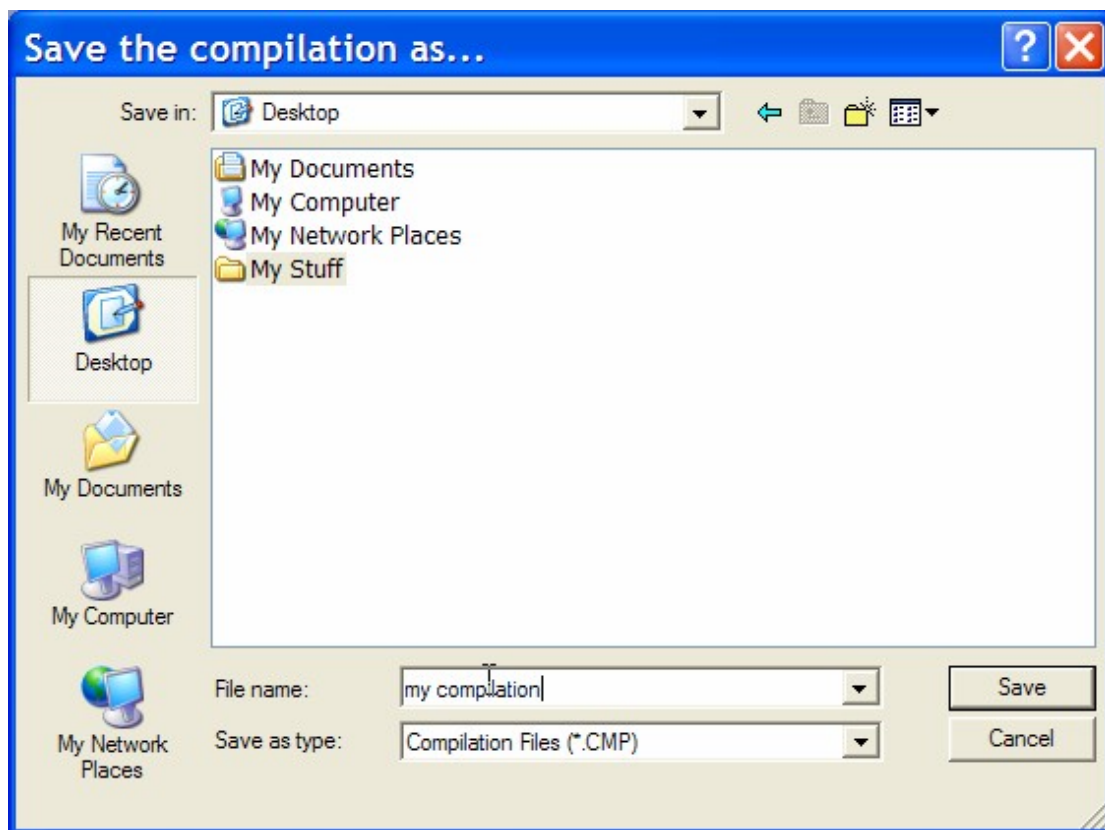 Save the compilation as...
Save in:
Desktop
My Documents
My Computer
My Network Places
My Stuff
My Recent
Documents
Desktop
My Documents
My Computer
My Network
Places
File name:
my compilation
Save
Save as type:
Compilation Files (*.CMP)
Cancel